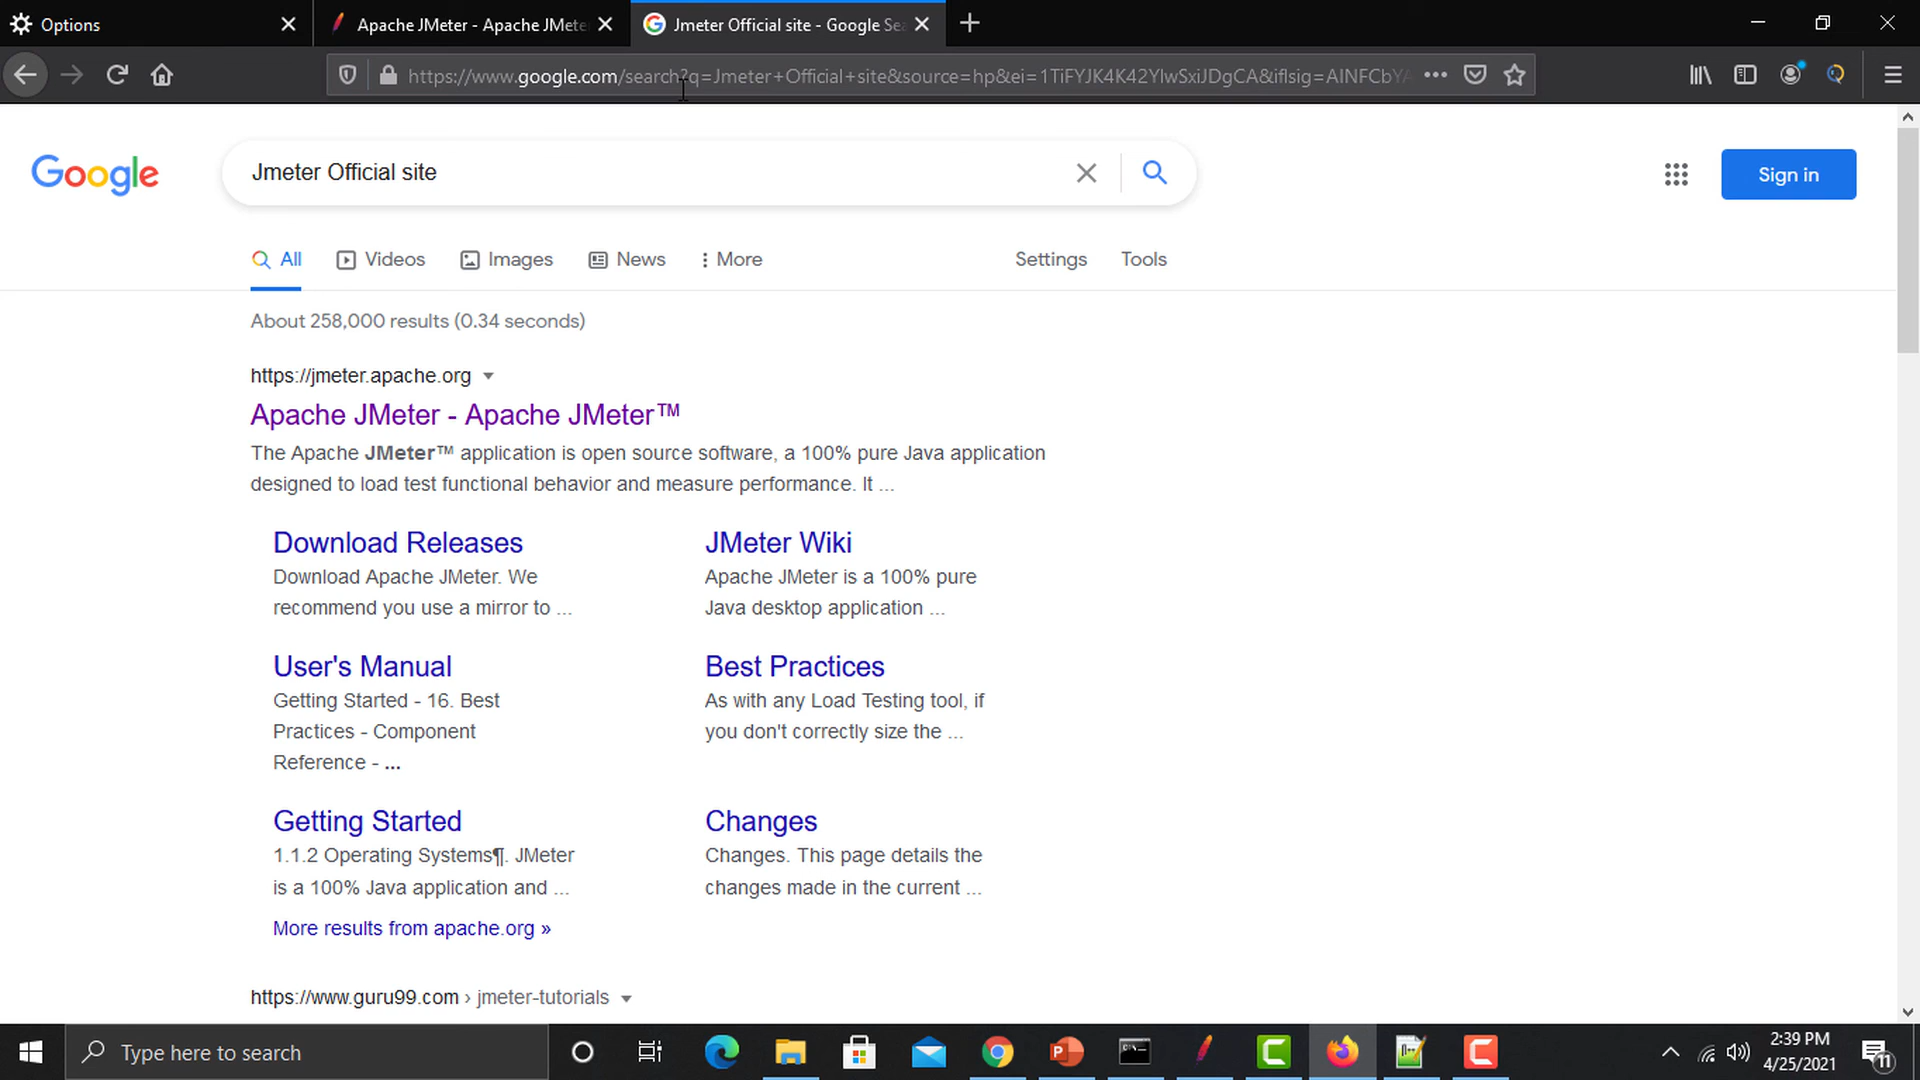 Options
Apache JMeter - Apache JMete
Jmeter Official site - Google Sea
https://www.google.com/search?q=Jmeter+Official+site&source=hp&ei=1TiFYJK4K42YlwSxiJDgCA&iflsig=AINFCbYA
Google
Jmeter Official site
Sign in
All
Videos
Images
News
More
Settings
Tools
About 258,000 results (0.34 seconds)
https://jmeter.apache.org
Apache JMeter - Apache JMeter™
The Apache JMeter™ application is open source software, a 100% pure Java application
designed to load test functional behavior and measure performance. It ...
Download Releases
Download Apache JMeter. We
recommend you use a mirror to ...
JMeter Wiki
Apache JMeter is a 100% pure
Java desktop application ...
User's Manual
Getting Started - 16. Best
Practices - Component
Reference - ...
Best Practices
As with any Load Testing tool, if
you don't correctly size the ...
Getting Started
1.1.2 Operating Systems¶. JMeter
is a 100% Java application and ...
Changes
Changes. This page details the
changes made in the current ...
More results from apache.org »
https://www.guru99.com › jmeter-tutorials
Type here to search
2:39 PM
4/25/2021
11